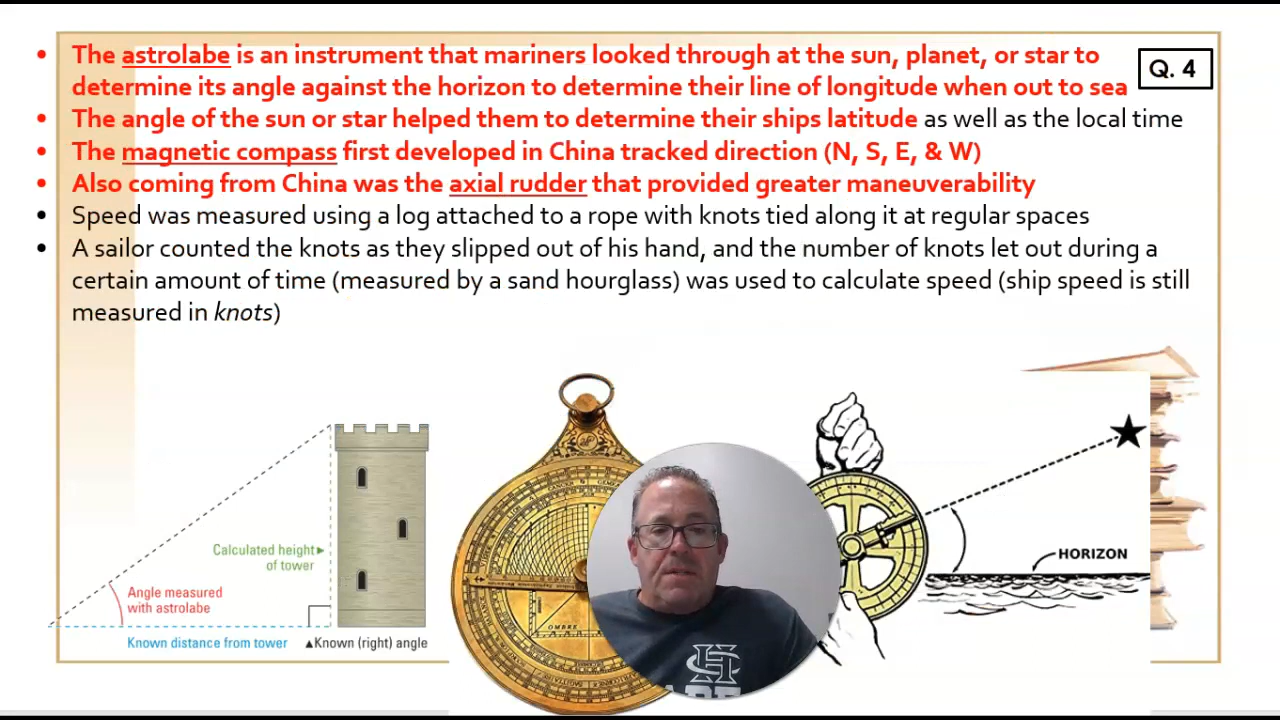 • The astrolabe is an instrument that mariners looked through at the sun, planet, or star to
determine its angle against the horizon to determine their line of longitude when out to sea
Q. 4
• The angle of the sun or star helped them to determine their ships latitude as well as the local time
• The magnetic compass first developed in China tracked direction (N, S, E, & W)
• Also coming from China was the axial rudder that provided greater maneuverability
• Speed was measured using a log attached to a rope with knots tied along it at regular spaces
• A sailor counted the knots as they slipped out of his hand, and the number of knots let out during a
certain amount of time (measured by a sand hourglass) was used to calculate speed (ship speed is still
measured in knots)
Calculated height ▶
of tower
Angle measured
with astrolabe
Known distance from tower
▲Known (right) angle
OMBRE
HORIZON